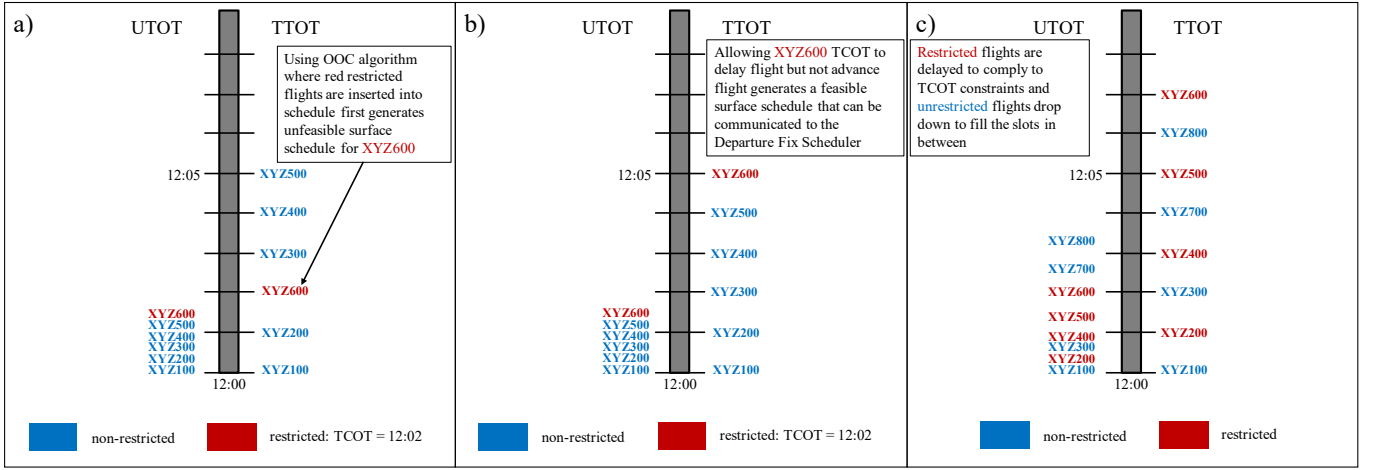 a)
UTOT
TTOT
Using OOC algorithm
where red restricted
flights are inserted into
schedule first generates
unfeasible surface
schedule for XYZ600
12:05
XYZ500
XYZ400
XYZ300
XYZ600
XYZ200
XYZ100
XYZ600
XYZ500
XYZ400
XYZ300
XYZ200
XYZ100
12:00
non-restricted
restricted: TCOT = 12:02
b)
UTOT
TTOT
Allowing XYZ600 TCOT to
delay flight but not advance
flight generates a feasible
surface schedule that can be
communicated to the
Departure Fix Scheduler
12:05
XYZ600
XYZ500
XYZ400
XYZ300
XYZ200
XYZ100
XYZ600
XYZ500
XYZ400
XYZ300
XYZ200
XYZ100
12:00
non-restricted
restricted: TCOT = 12:02
c)
UTOT
TTOT
Restricted flights are
delayed to comply to
TCOT constraints and
unrestricted flights drop
down to fill the slots in
between
XYZ600
XYZ800
12:05
XYZ500
XYZ700
XYZ400
XYZ300
XYZ200
XYZ100
XYZ800
XYZ700
XYZ600
XYZ500
XYZ400
XYZ300
XYZ200
XYZ100
12:00
non-restricted
restricted